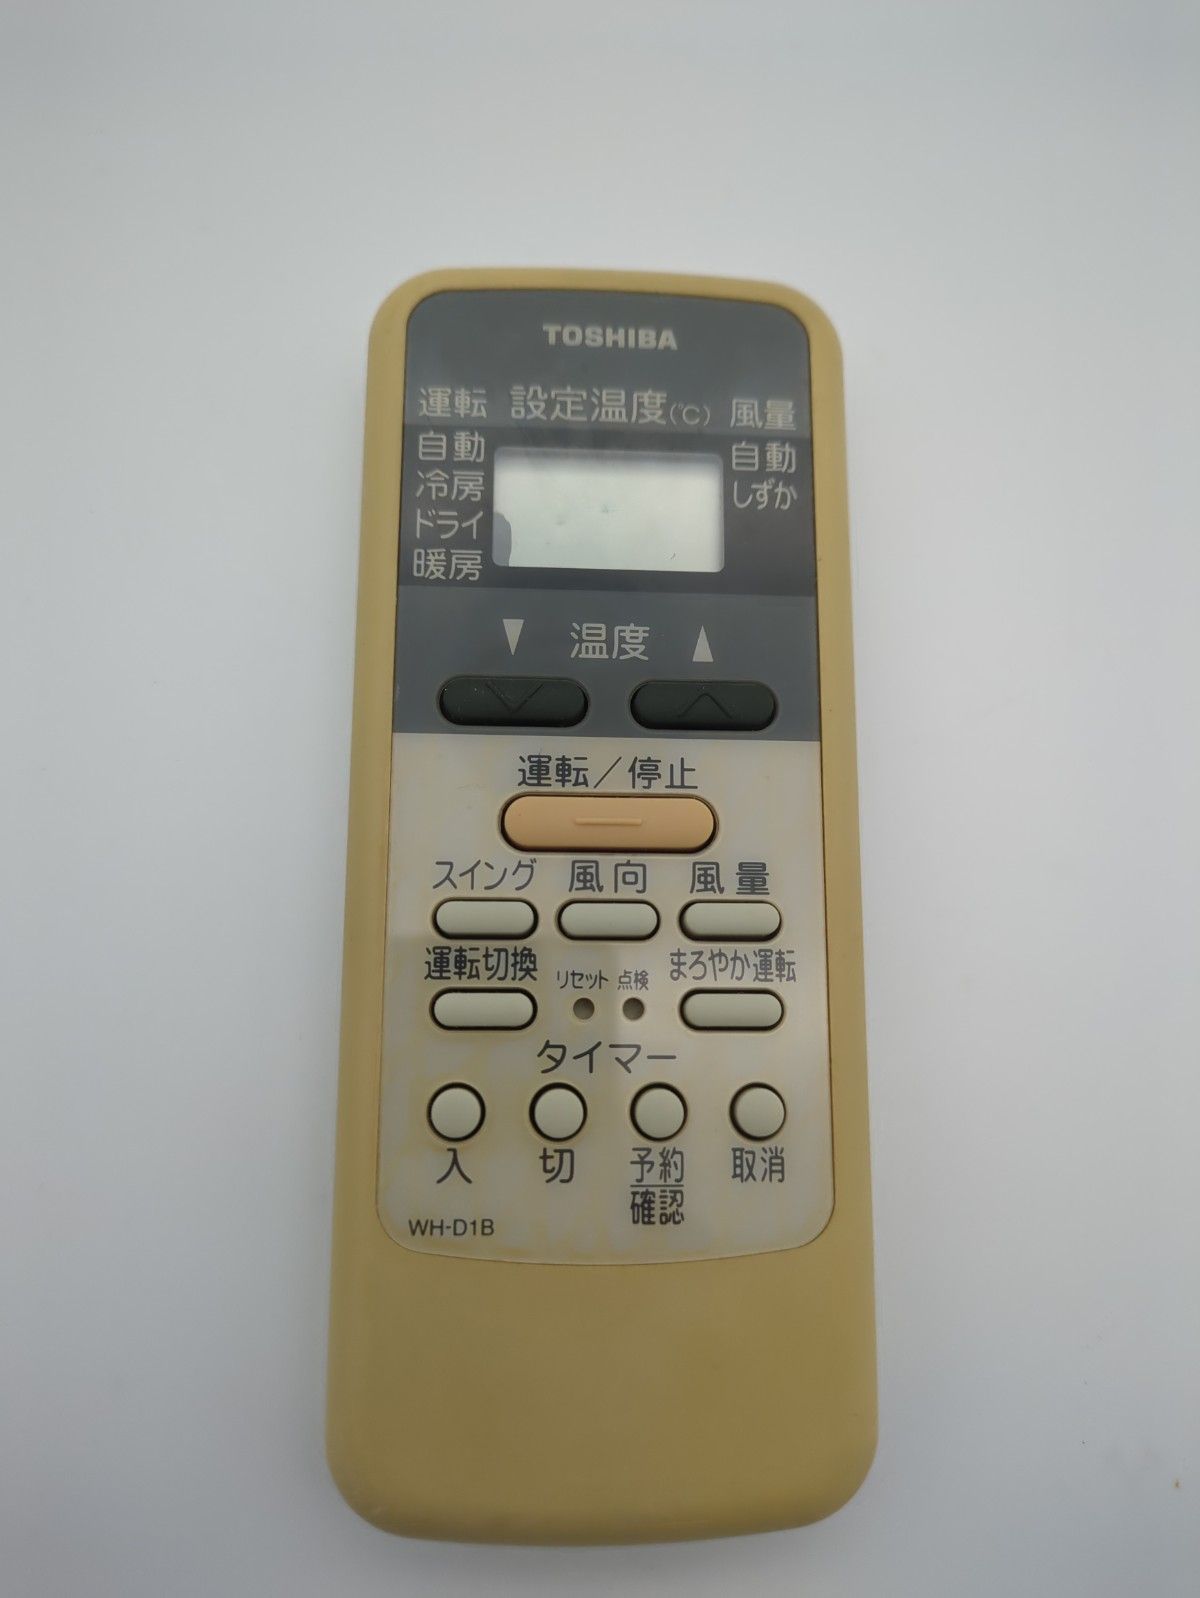 TOSHIBA
運転 設定温度(℃) 風量
自動 自動
冷房 しずか
ドライ
暖房
▼ 温度 ▲
運転/停止
スイング 風向 風量
運転切換 リセット 点検 まろやか運転
タイマー
入 切 予約 取消
確認
WH-D1B